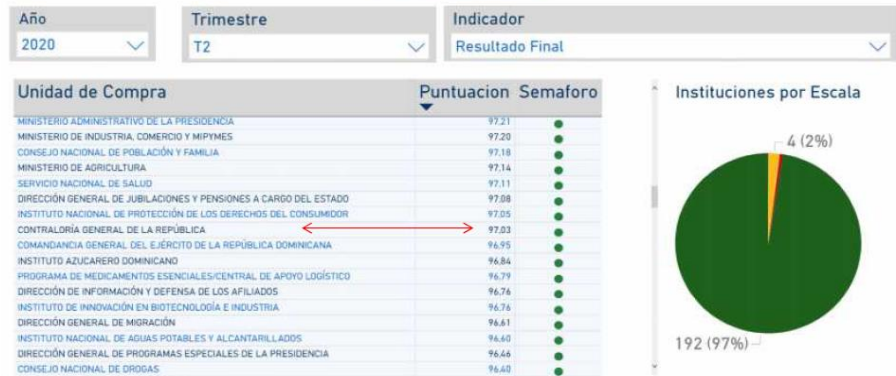 Año
Trimestre
Indicador
2020
T2
Resultado Final
Unidad de Compra Puntuacion Semaforo
MINISTERIO ADMINISTRATIVO DE LA PRESIDENCIA 97.21
MINISTERIO DE INDUSTRIA, COMERCIO Y MIPYMES 97.20
CONSEJO NACIONAL DE POBLACIÓN Y FAMILIA 97.18
MINISTERIO DE AGRICULTURA 97.14
SERVICIO NACIONAL DE SALUD 97.11
DIRECCIÓN GENERAL DE JUBILACIONES Y PENSIONES A CARGO DEL ESTADO 97.08
INSTITUTO NACIONAL DE PROTECCIÓN DE LOS DERECHOS DEL CONSUMIDOR 97.05
CONTRALORÍA GENERAL DE LA REPÚBLICA 97.03
COMANDANCIA GENERAL DEL EJÉRCITO DE LA REPÚBLICA DOMINICANA 96.95
INSTITUTO AZUCARERO DOMINICANO 96.84
PROGRAMA DE MEDICAMENTOS ESENCIALES/CENTRAL DE APOYO LOGÍSTICO 96.79
DIRECCIÓN DE INFORMACIÓN Y DEFENSA DE LOS AFILIADOS 96.76
INSTITUTO DE INNOVACIÓN EN BIOTECNOLOGÍA E INDUSTRIA 96.76
DIRECCIÓN GENERAL DE MIGRACIÓN 96.61
INSTITUTO NACIONAL DE AGUAS POTABLES Y ALCANTARILLADOS 96.60
DIRECCIÓN GENERAL DE PROGRAMAS ESPECIALES DE LA PRESIDENCIA 96.46
CONSEJO NACIONAL DE DROGAS 96.40
Instituciones por Escala
4 (2%)
192 (97%)